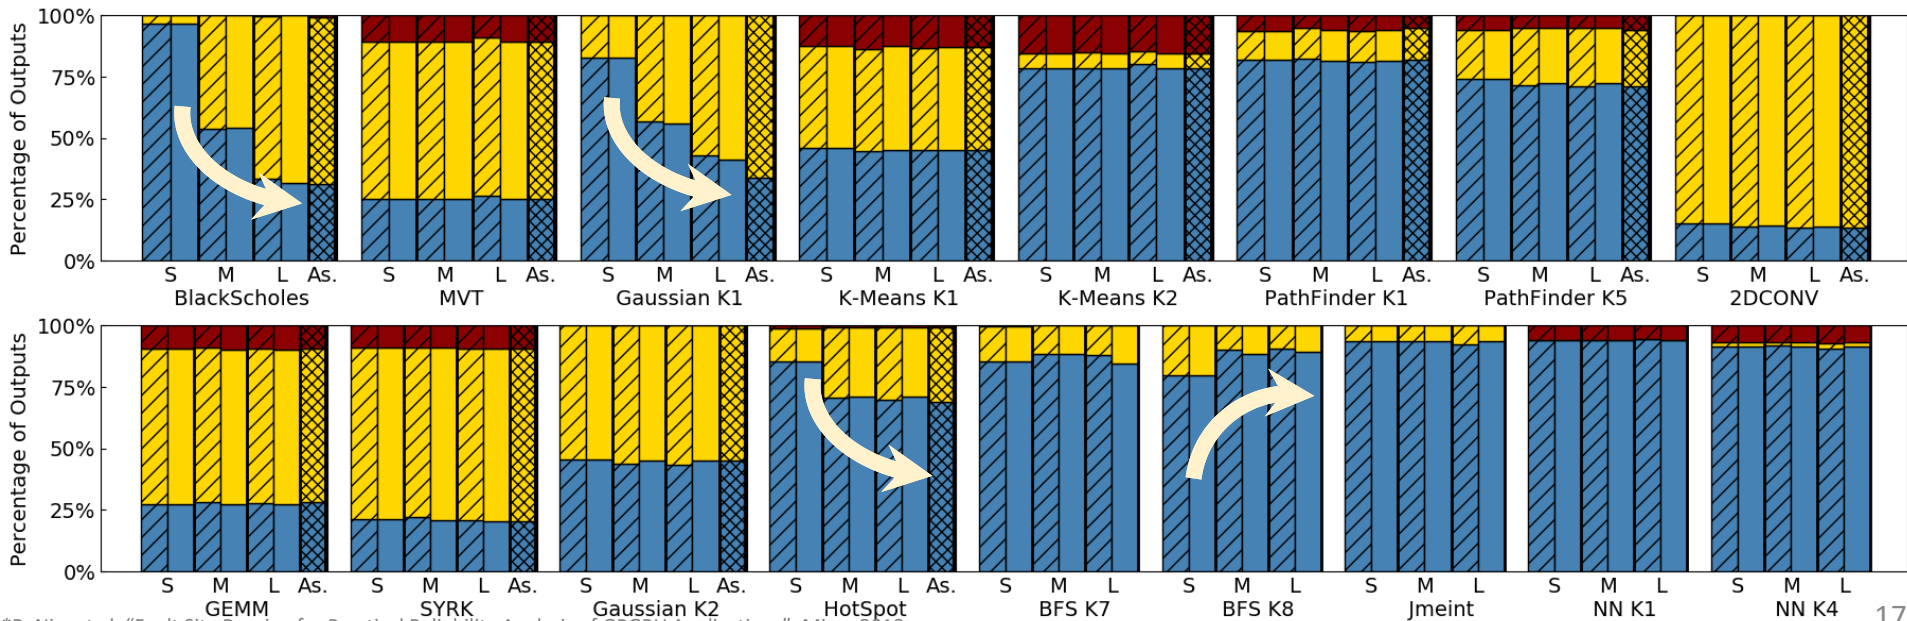 Percentage of Outputs
100%
75%
50%
25%
0%
S M L As.
BlackScholes
S M L As.
MVT
S M L As.
Gaussian K1
S M L As.
K-Means K1
S M L As.
K-Means K2
S M L As.
PathFinder K1
S M L As.
PathFinder K5
S M L As.
2DCONV
Percentage of Outputs
100%
75%
50%
25%
0%
S M L As.
GEMM
S M L As.
SYRK
S M L As.
Gaussian K2
S M L As.
HotSpot
S M L
BFS K7
S M L
BFS K8
S M L
Jmeint
S M L
NN K1
S M L
NN K4
17